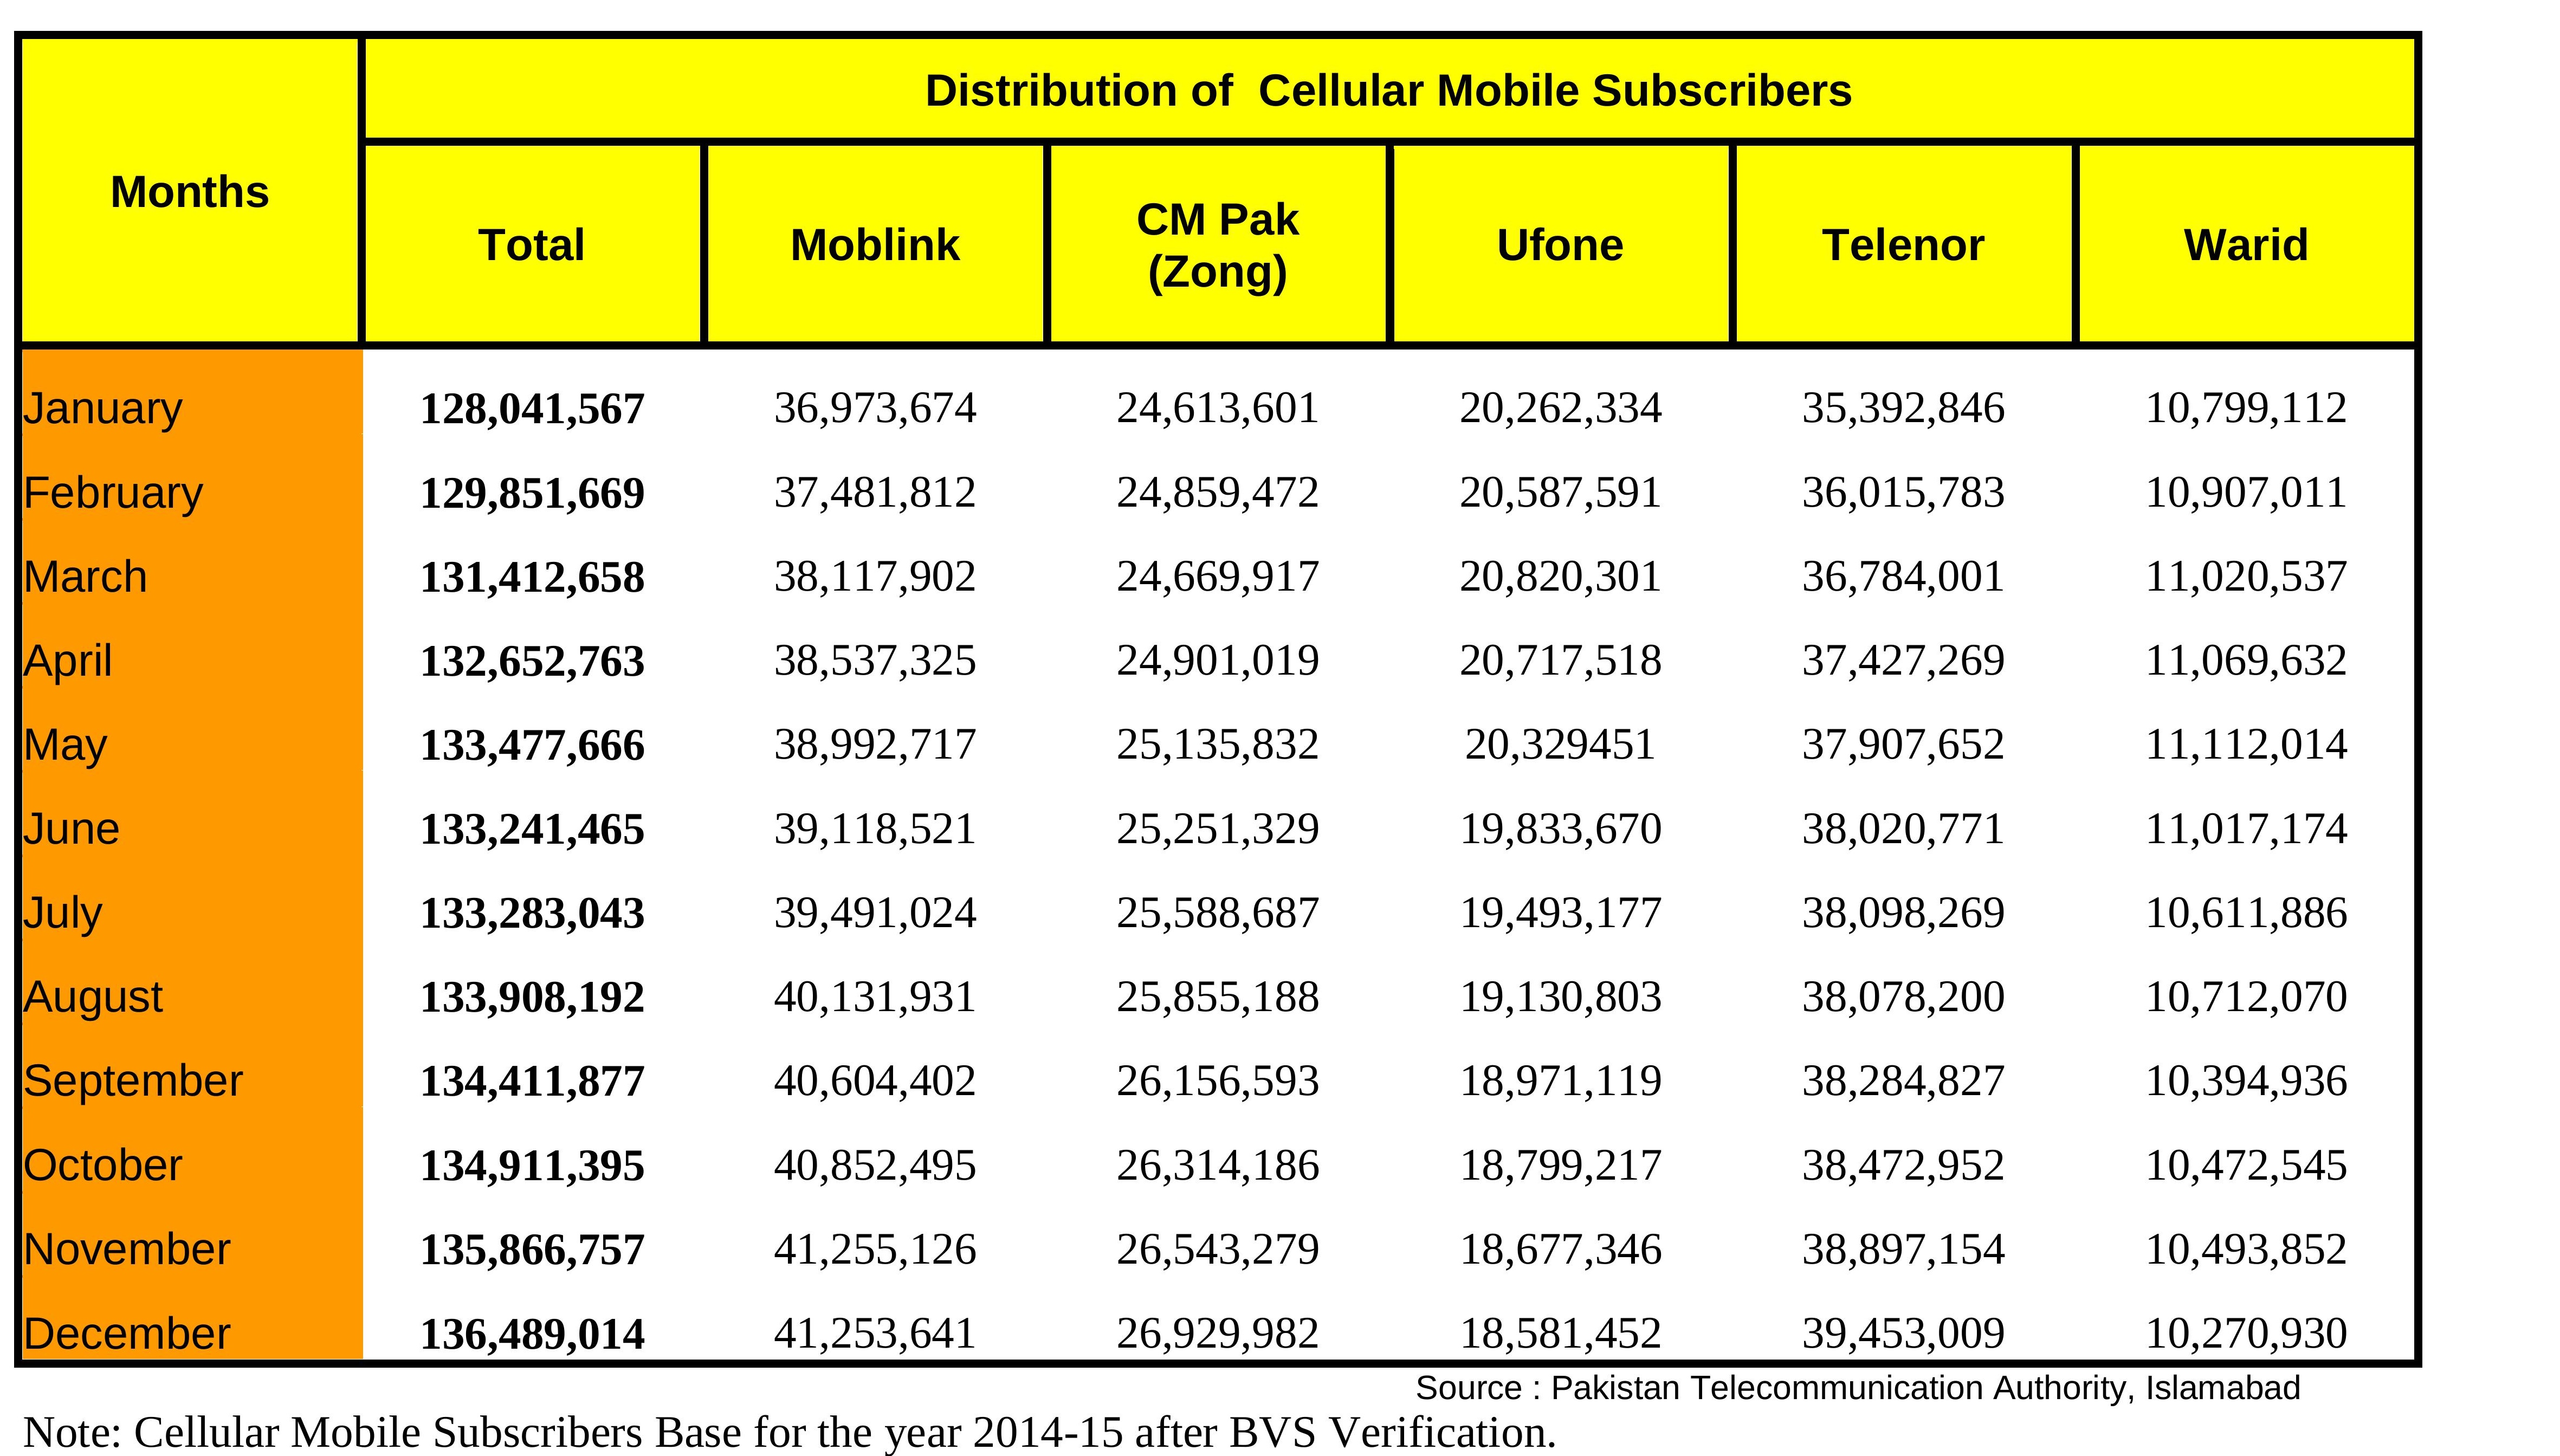 Distribution of  Cellular Mobile Subscribers
Months
Total Moblink CM Pak (Zong) Ufone Telenor Warid
January 128,041,567 36,973,674 24,613,601 20,262,334 35,392,846 10,799,112
February 129,851,669 37,481,812 24,859,472 20,587,591 36,015,783 10,907,011
March 131,412,658 38,117,902 24,669,917 20,820,301 36,784,001 11,020,537
April 132,652,763 38,537,325 24,901,019 20,717,518 37,427,269 11,069,632
May 133,477,666 38,992,717 25,135,832 20,329451 37,907,652 11,112,014
June 133,241,465 39,118,521 25,251,329 19,833,670 38,020,771 11,017,174
July 133,283,043 39,491,024 25,588,687 19,493,177 38,098,269 10,611,886
August 133,908,192 40,131,931 25,855,188 19,130,803 38,078,200 10,712,070
September 134,411,877 40,604,402 26,156,593 18,971,119 38,284,827 10,394,936
October 134,911,395 40,852,495 26,314,186 18,799,217 38,472,952 10,472,545
November 135,866,757 41,255,126 26,543,279 18,677,346 38,897,154 10,493,852
December 136,489,014 41,253,641 26,929,982 18,581,452 39,453,009 10,270,930
Source : Pakistan Telecommunication Authority, Islamabad
Note: Cellular Mobile Subscribers Base for the year 2014-15 after BVS Verification.